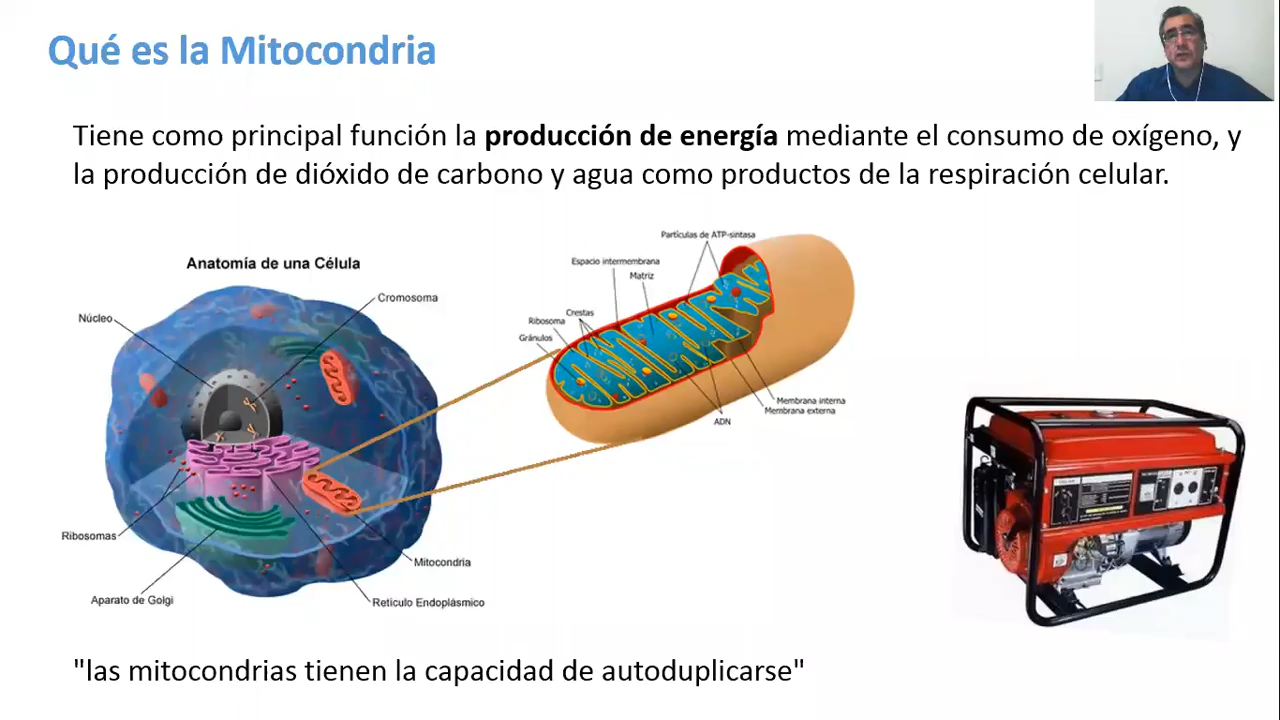 Qué es la Mitocondria
Tiene como principal función la producción de energía mediante el consumo de oxígeno, y
la producción de dióxido de carbono y agua como productos de la respiración celular.
Anatomía de una Célula
Cromosoma
Núcleo
Ribosomas
Aparato de Golgi
Mitocondria
Retículo Endoplásmico
Partículas de ATP-sintasa
Espacio intermembrana
Matriz
Crestas
Ribosoma
Gránulos
Membrana interna
Membrana externa
ADN
"las mitocondrias tienen la capacidad de autoduplicarse"